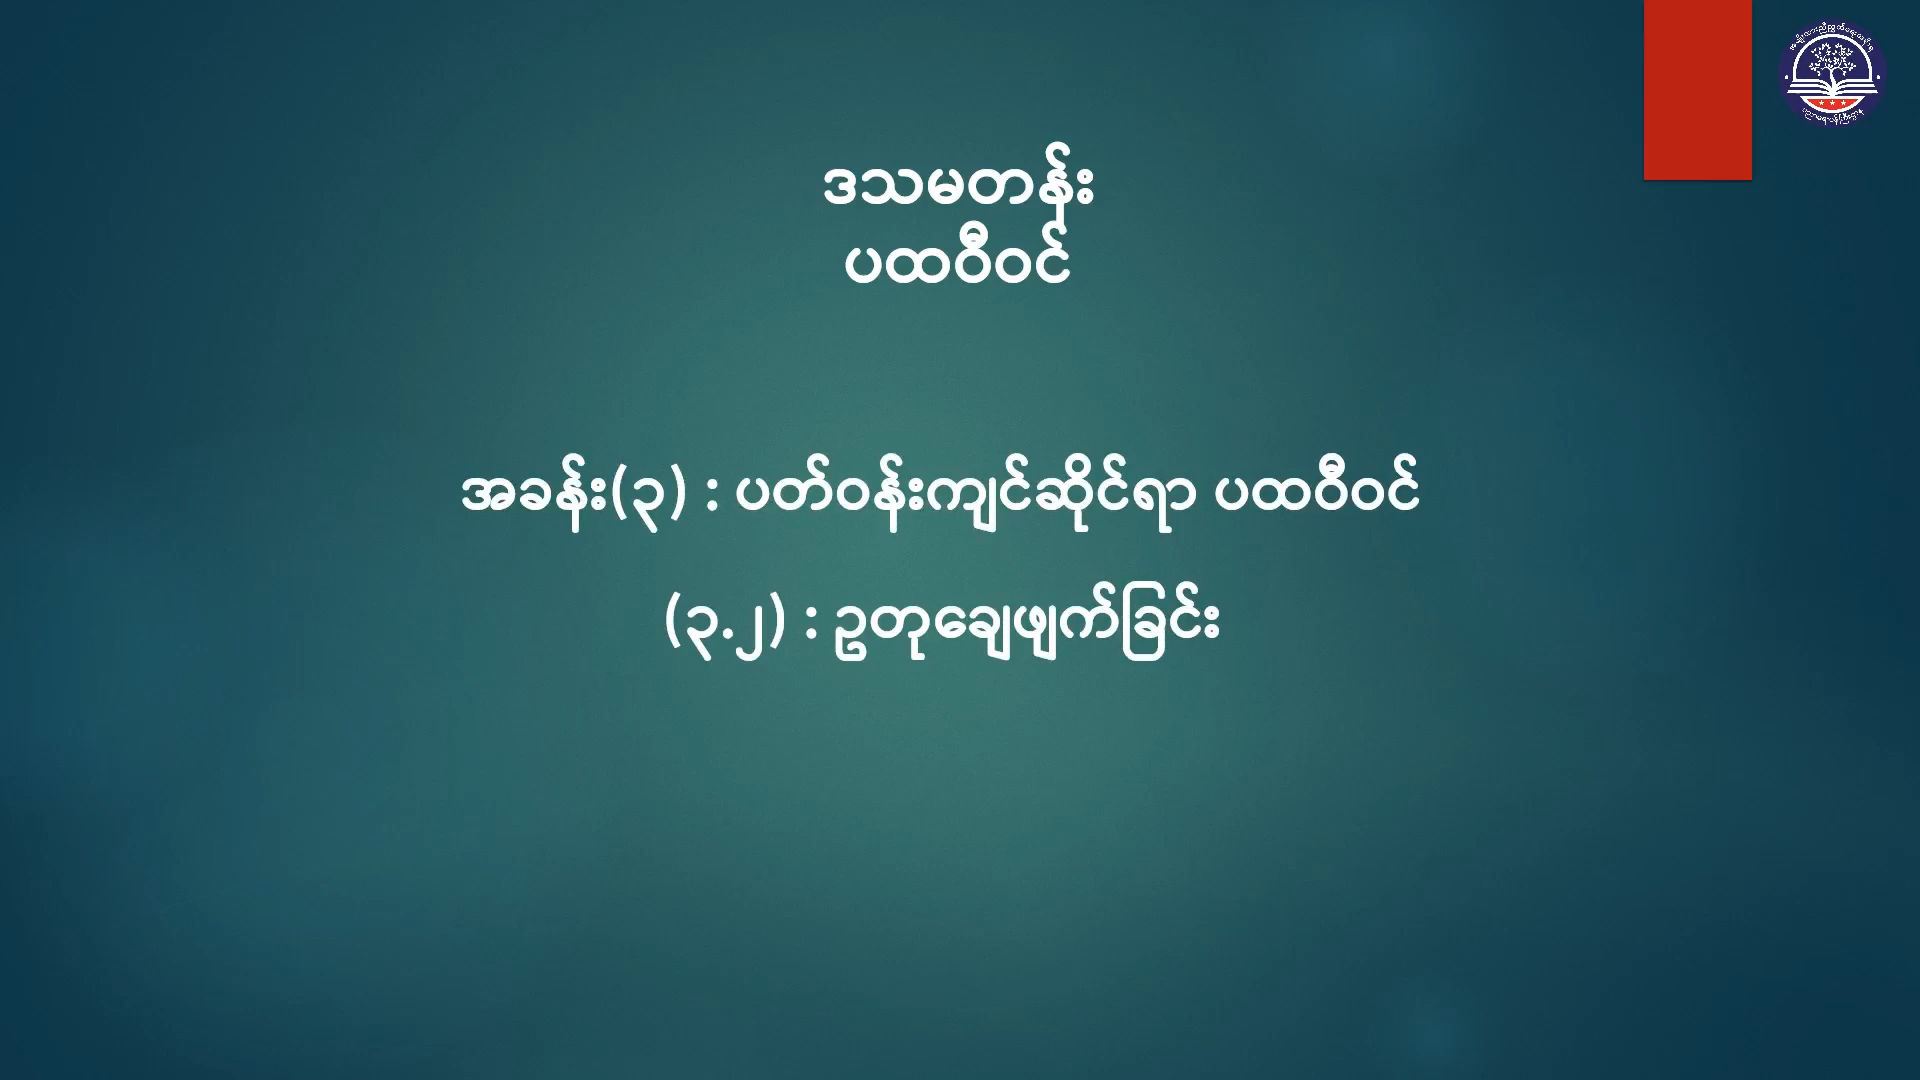 ဒသမတန်း
ပထဝီဝင်
အခန်း(၃) : ပတ်ဝန်းကျင်ဆိုင်ရာ ပထဝီဝင်
(၃.၂) : ဥတုချေဖျက်ခြင်း